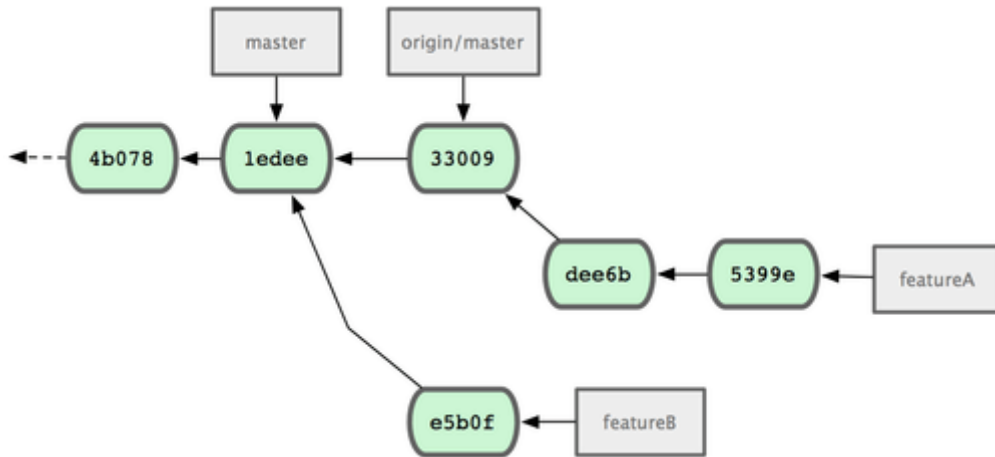 master
origin/master
4b078
1edee
33009
dee6b
5399e
featureA
e5b0f
featureB